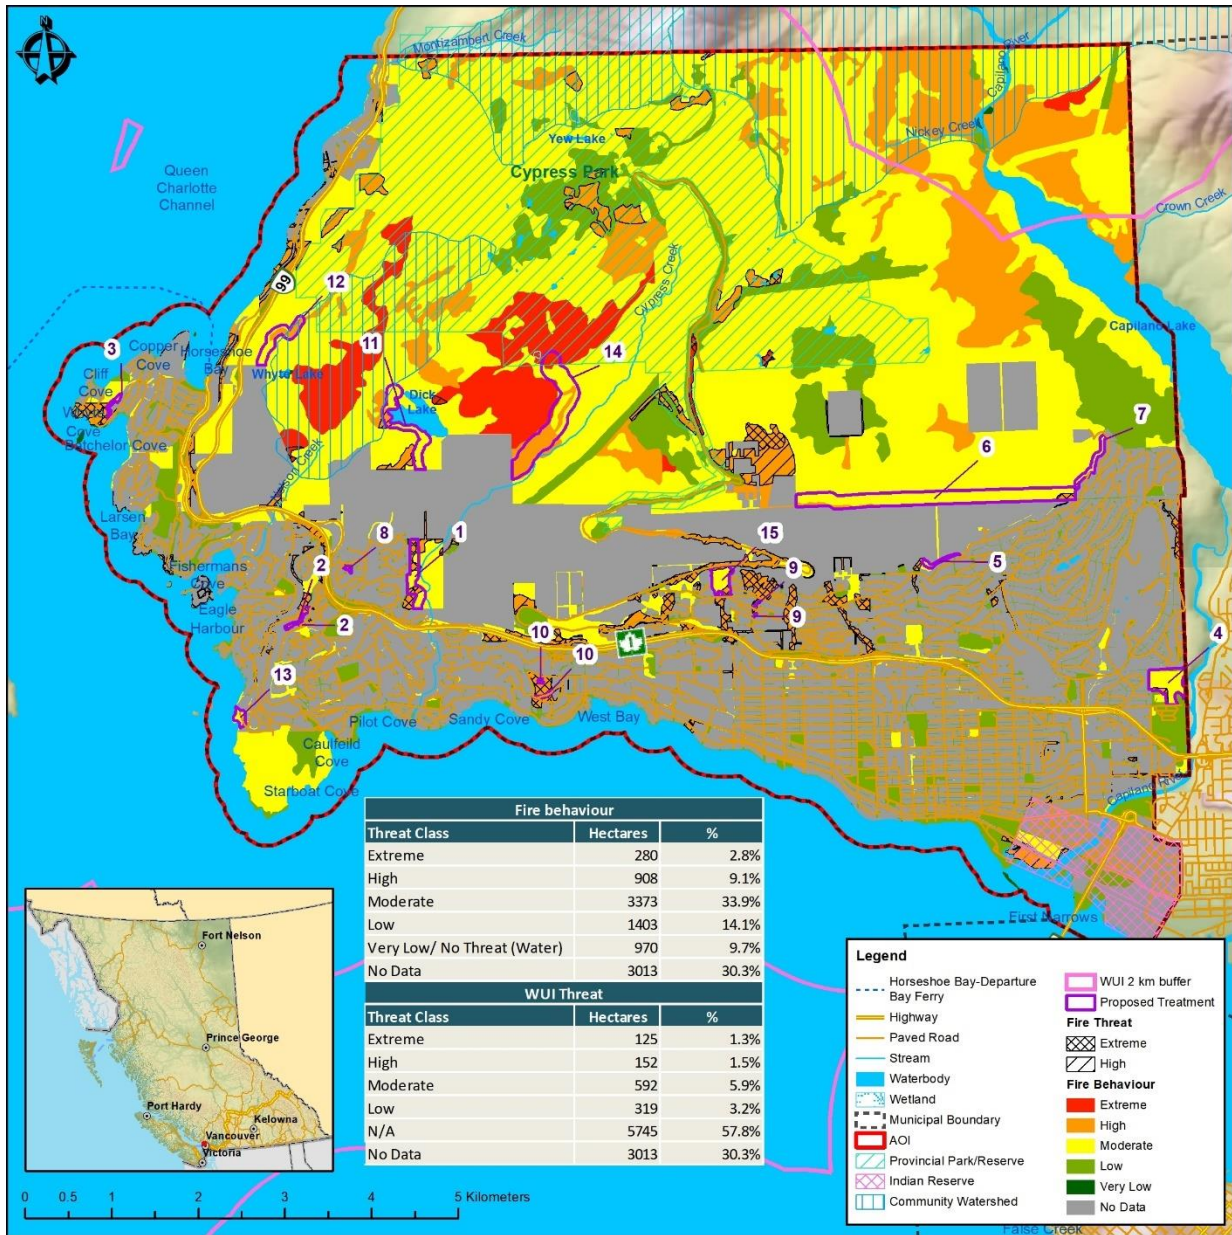 N
Montizambert Creek
Capilano River
Nickey Creek
Yew Lake
Cypress Park
Queen
Charlotte
Channel
Crown Creek
Cypress Creek
99
12
11
14
3
Copper
Cove
Horseshoe
Bay
Cliff
Cove
Whyte Lake
Dick
Lake
Capilano Lake
Batchelor Cove
7
6
Nelson Creek
Larsen
Bay
Fishermans
Cove
Eagle
Harbour
8
1
2
2
15
9
9
5
10
10
1
4
13
Pilot Cove
Sandy Cove
West Bay
Caulfeild
Cove
Starboat Cove
Capilano River
First Narrows
False Creek
Fire behaviour
Threat Class Hectares %
Extreme 280 2.8%
High 908 9.1%
Moderate 3373 33.9%
Low 1403 14.1%
Very Low/ No Threat (Water) 970 9.7%
No Data 3013 30.3%
WUI Threat
Threat Class Hectares %
Extreme 125 1.3%
High 152 1.5%
Moderate 592 5.9%
Low 319 3.2%
N/A 5745 57.8%
No Data 3013 30.3%
Fort Nelson
Prince George
Port Hardy
Kelowna
Vancouver
Victoria
0 0.5 1 2 3 4 5 Kilometers
Legend
Horseshoe Bay-Departure
Bay Ferry
Highway
Paved Road
Stream
Waterbody
Wetland
Municipal Boundary
AOI
Provincial Park/Reserve
Indian Reserve
Community Watershed
WUI 2 km buffer
Proposed Treatment
Fire Threat
Extreme
High
Fire Behaviour
Extreme
High
Moderate
Low
Very Low
No Data